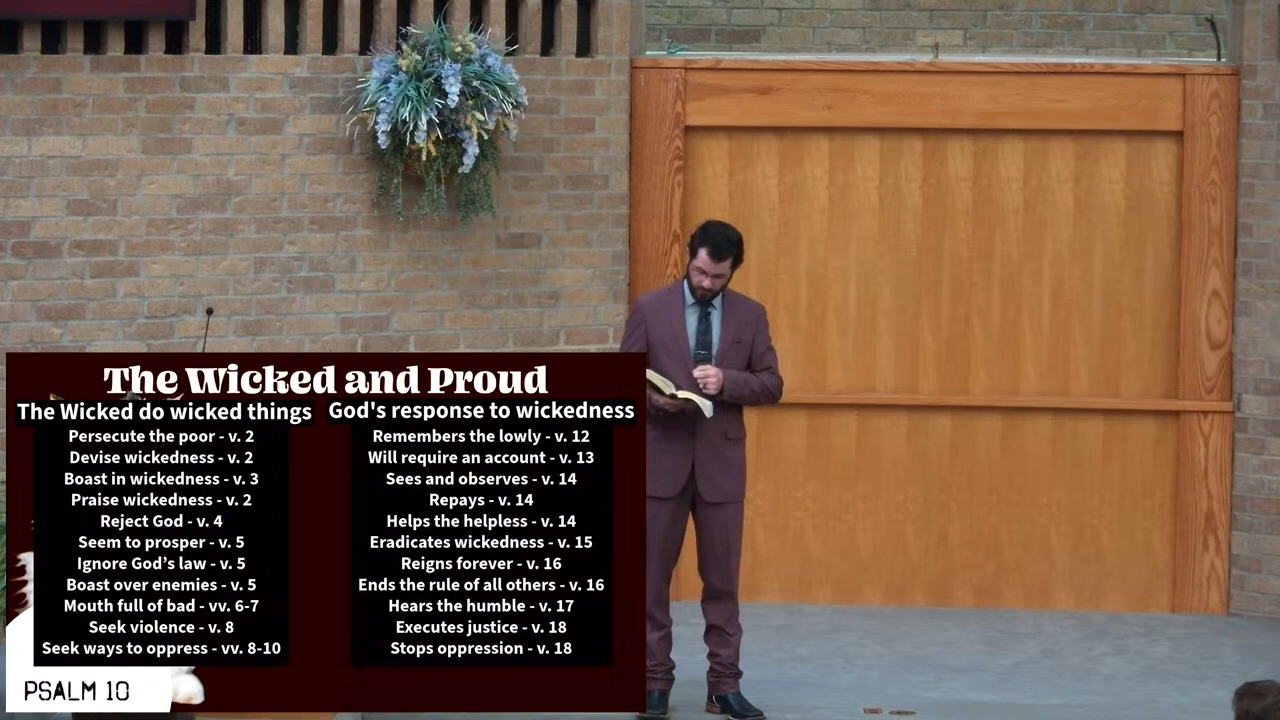 The Wicked and Proud
The Wicked do wicked things
Persecute the poor - v. 2
Devise wickedness - v. 2
Boast in wickedness - v. 3
Praise wickedness - v. 2
Reject God - v. 4
Seem to prosper - v. 5
Ignore God’s law - v. 5
Boast over enemies - v. 5
Mouth full of bad - vv. 6-7
Seek violence - v. 8
Seek ways to oppress - vv. 8-10
God's response to wickedness
Remembers the lowly - v. 12
Will require an account - v. 13
Sees and observes - v. 14
Repays - v. 14
Helps the helpless - v. 14
Eradicates wickedness - v. 15
Reigns forever - v. 16
Ends the rule of all others - v. 16
Hears the humble - v. 17
Executes justice - v. 18
Stops oppression - v. 18
PSALM 10